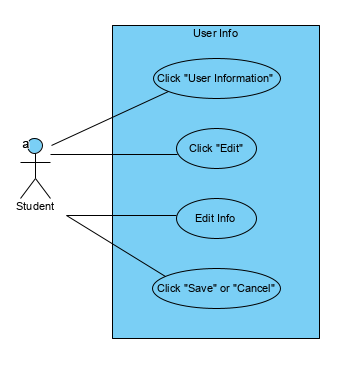 User Info
Click "User Information"
a
Click "Edit"
Student
Edit Info
Click "Save" or "Cancel"